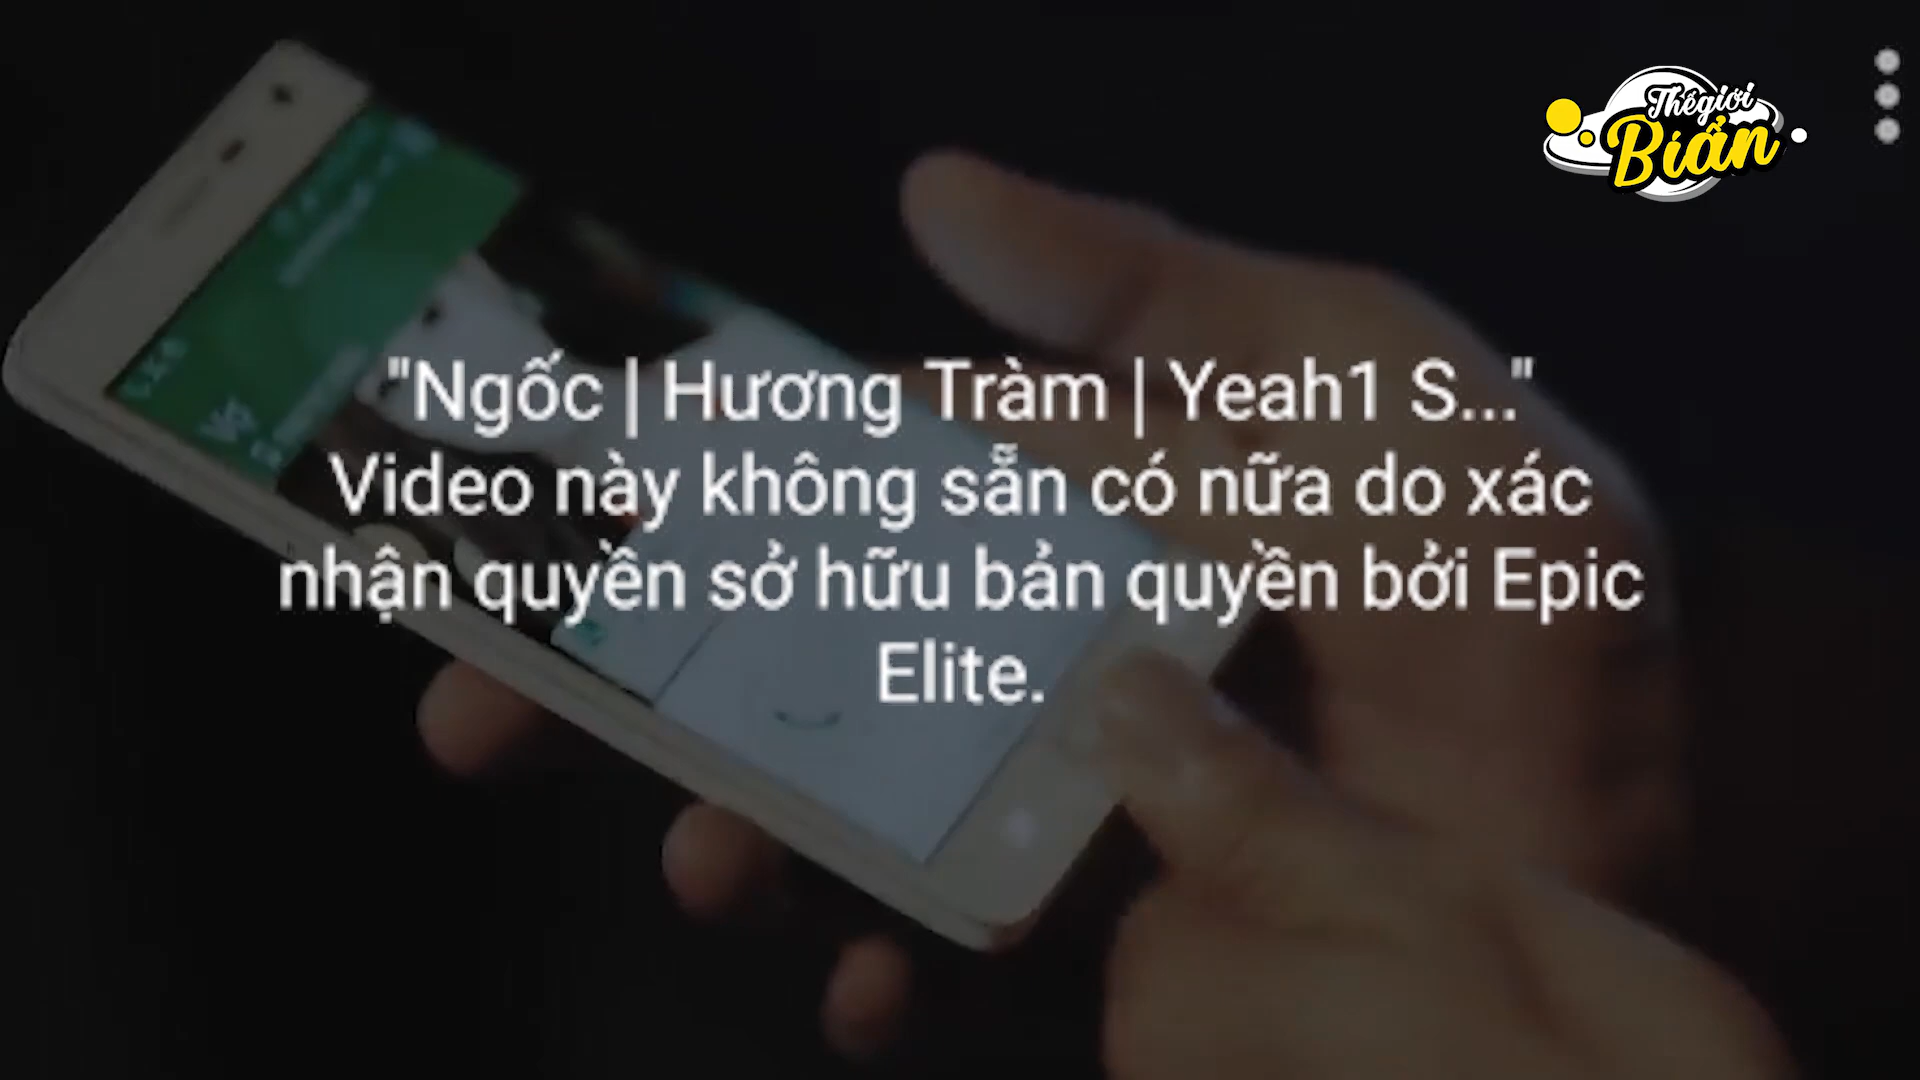 Thế giới
Bí ẩn
"Ngốc | Hương Tràm | Yeah1 S..."
Video này không sẵn có nữa do xác
nhận quyền sở hữu bản quyền bởi Epic
Elite.